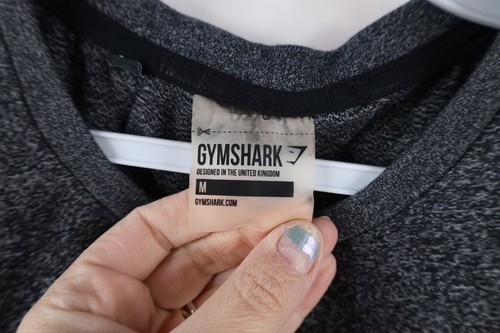 GYMSHARK
DESIGNED IN THE UNITED KINGDOM
M
GYMSHARK.COM